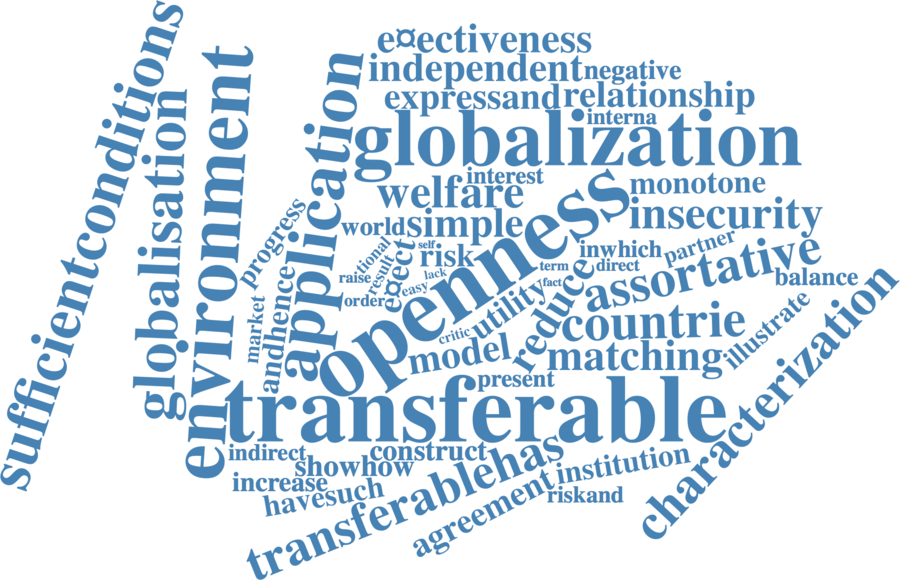 sufficientconditions
globalisation
environment
application
e¤ectiveness
independent
negative
expressand
relationship
interna
globalization
interest
welfare
monotone
world
simple
insecurity
progress
openness
self
risk
inwhich
partner
ctional
result
e¤ect
lack
easy
raise
order
term
direct
fact
assortative
balance
market
andhence
critic
utility
reduce
countrie
illustrate
model
matching
present
transferable
characterization
indirect
construct
showhow
increase
havesuch
transferablehas
institution
agreement
riskand